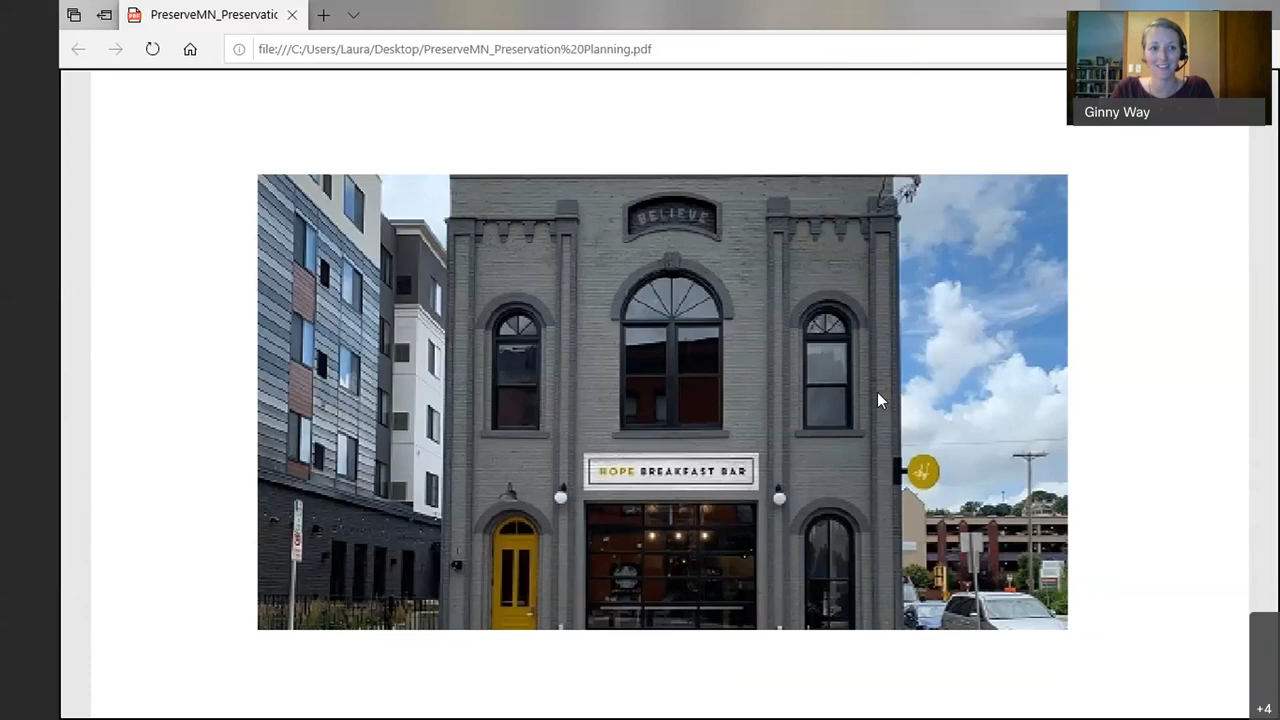 PreserveMN_Preservatic
file:///C:/Users/Laura/Desktop/PreserveMN_Preservation%20Planning.pdf
Ginny Way
BELIEVE
HOPE BREAKFAST BAR
+4